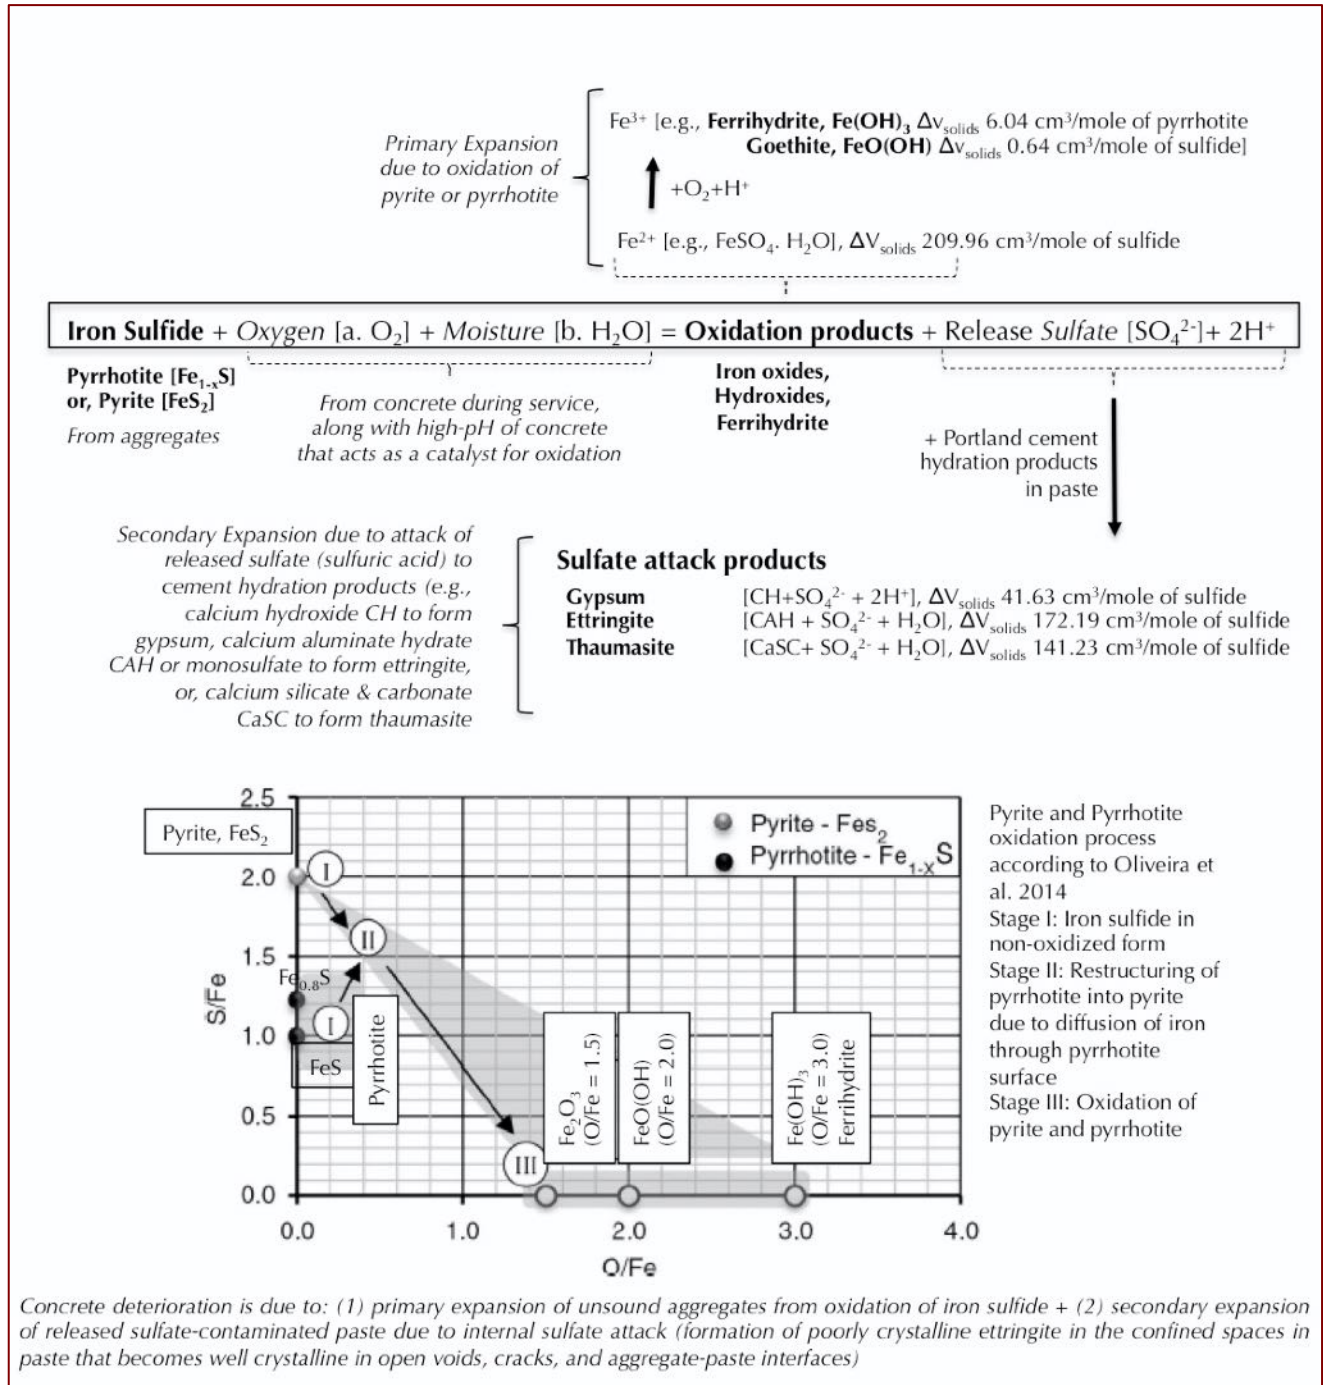 Primary Expansion
due to oxidation of
pyrite or pyrrhotite
Fe³⁺ [e.g., Ferrihydrite, Fe(OH)₃ Δv_solids 6.04 cm³/mole of pyrrhotite
Goethite, FeO(OH) Δv_solids 0.64 cm³/mole of sulfide]
+O₂+H⁺
Fe²⁺ [e.g., FeSO₄. H₂O], ΔV_solids 209.96 cm³/mole of sulfide
Iron Sulfide + Oxygen [a. O₂] + Moisture [b. H₂O] = Oxidation products + Release Sulfate [SO₄²⁻]+ 2H⁺
Pyrrhotite [Fe₁₋ₓS]
or, Pyrite [FeS₂]
From aggregates
From concrete during service,
along with high-pH of concrete
that acts as a catalyst for oxidation
Iron oxides,
Hydroxides,
Ferrihydrite
+ Portland cement
hydration products
in paste
Secondary Expansion due to attack of
released sulfate (sulfuric acid) to
cement hydration products (e.g.,
calcium hydroxide CH to form
gypsum, calcium aluminate hydrate
CAH or monosulfate to form ettringite,
or, calcium silicate & carbonate
CaSC to form thaumasite
Sulfate attack products
Gypsum [CH+SO₄²⁻ + 2H⁺], ΔV_solids 41.63 cm³/mole of sulfide
Ettringite [CAH + SO₄²⁻ + H₂O], ΔV_solids 172.19 cm³/mole of sulfide
Thaumasite [CaSC+ SO₄²⁻ + H₂O], ΔV_solids 141.23 cm³/mole of sulfide
Pyrite, FeS₂
2.5
2.0
1.5
1.0
0.5
0.0
S/Fe
Pyrite - Fes₂
Pyrrhotite - Fe₁₋ₓS
I
II
Fe₀.₈S
I
FeS
Pyrrhotite
III
Fe₂O₃
(O/Fe = 1.5)
FeO(OH)
(O/Fe = 2.0)
Fe(OH)₃
(O/Fe = 3.0)
Ferrihydrite
0.0 1.0 2.0 3.0 4.0
O/Fe
Pyrite and Pyrrhotite
oxidation process
according to Oliveira et
al. 2014
Stage I: Iron sulfide in
non-oxidized form
Stage II: Restructuring of
pyrrhotite into pyrite
due to diffusion of iron
through pyrrhotite
surface
Stage III: Oxidation of
pyrite and pyrrhotite
Concrete deterioration is due to: (1) primary expansion of unsound aggregates from oxidation of iron sulfide + (2) secondary expansion
of released sulfate-contaminated paste due to internal sulfate attack (formation of poorly crystalline ettringite in the confined spaces in
paste that becomes well crystalline in open voids, cracks, and aggregate-paste interfaces)